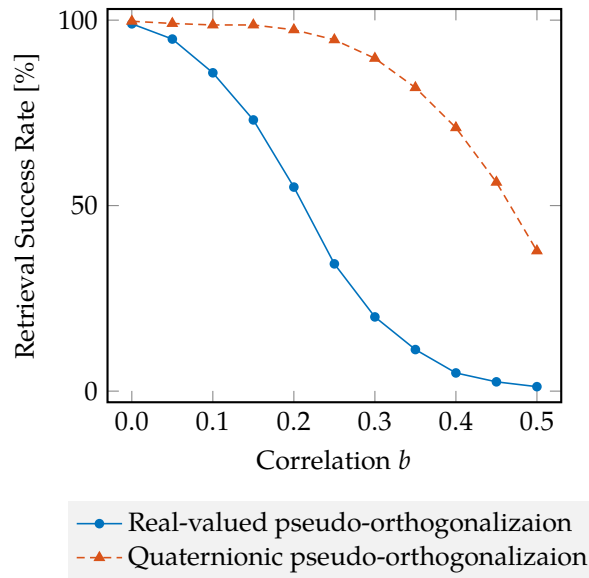 Retrieval Success Rate [%]
100
50
0
0.0 0.1 0.2 0.3 0.4 0.5
Correlation b
Real-valued pseudo-orthogonalizaion
Quaternionic pseudo-orthogonalizaion